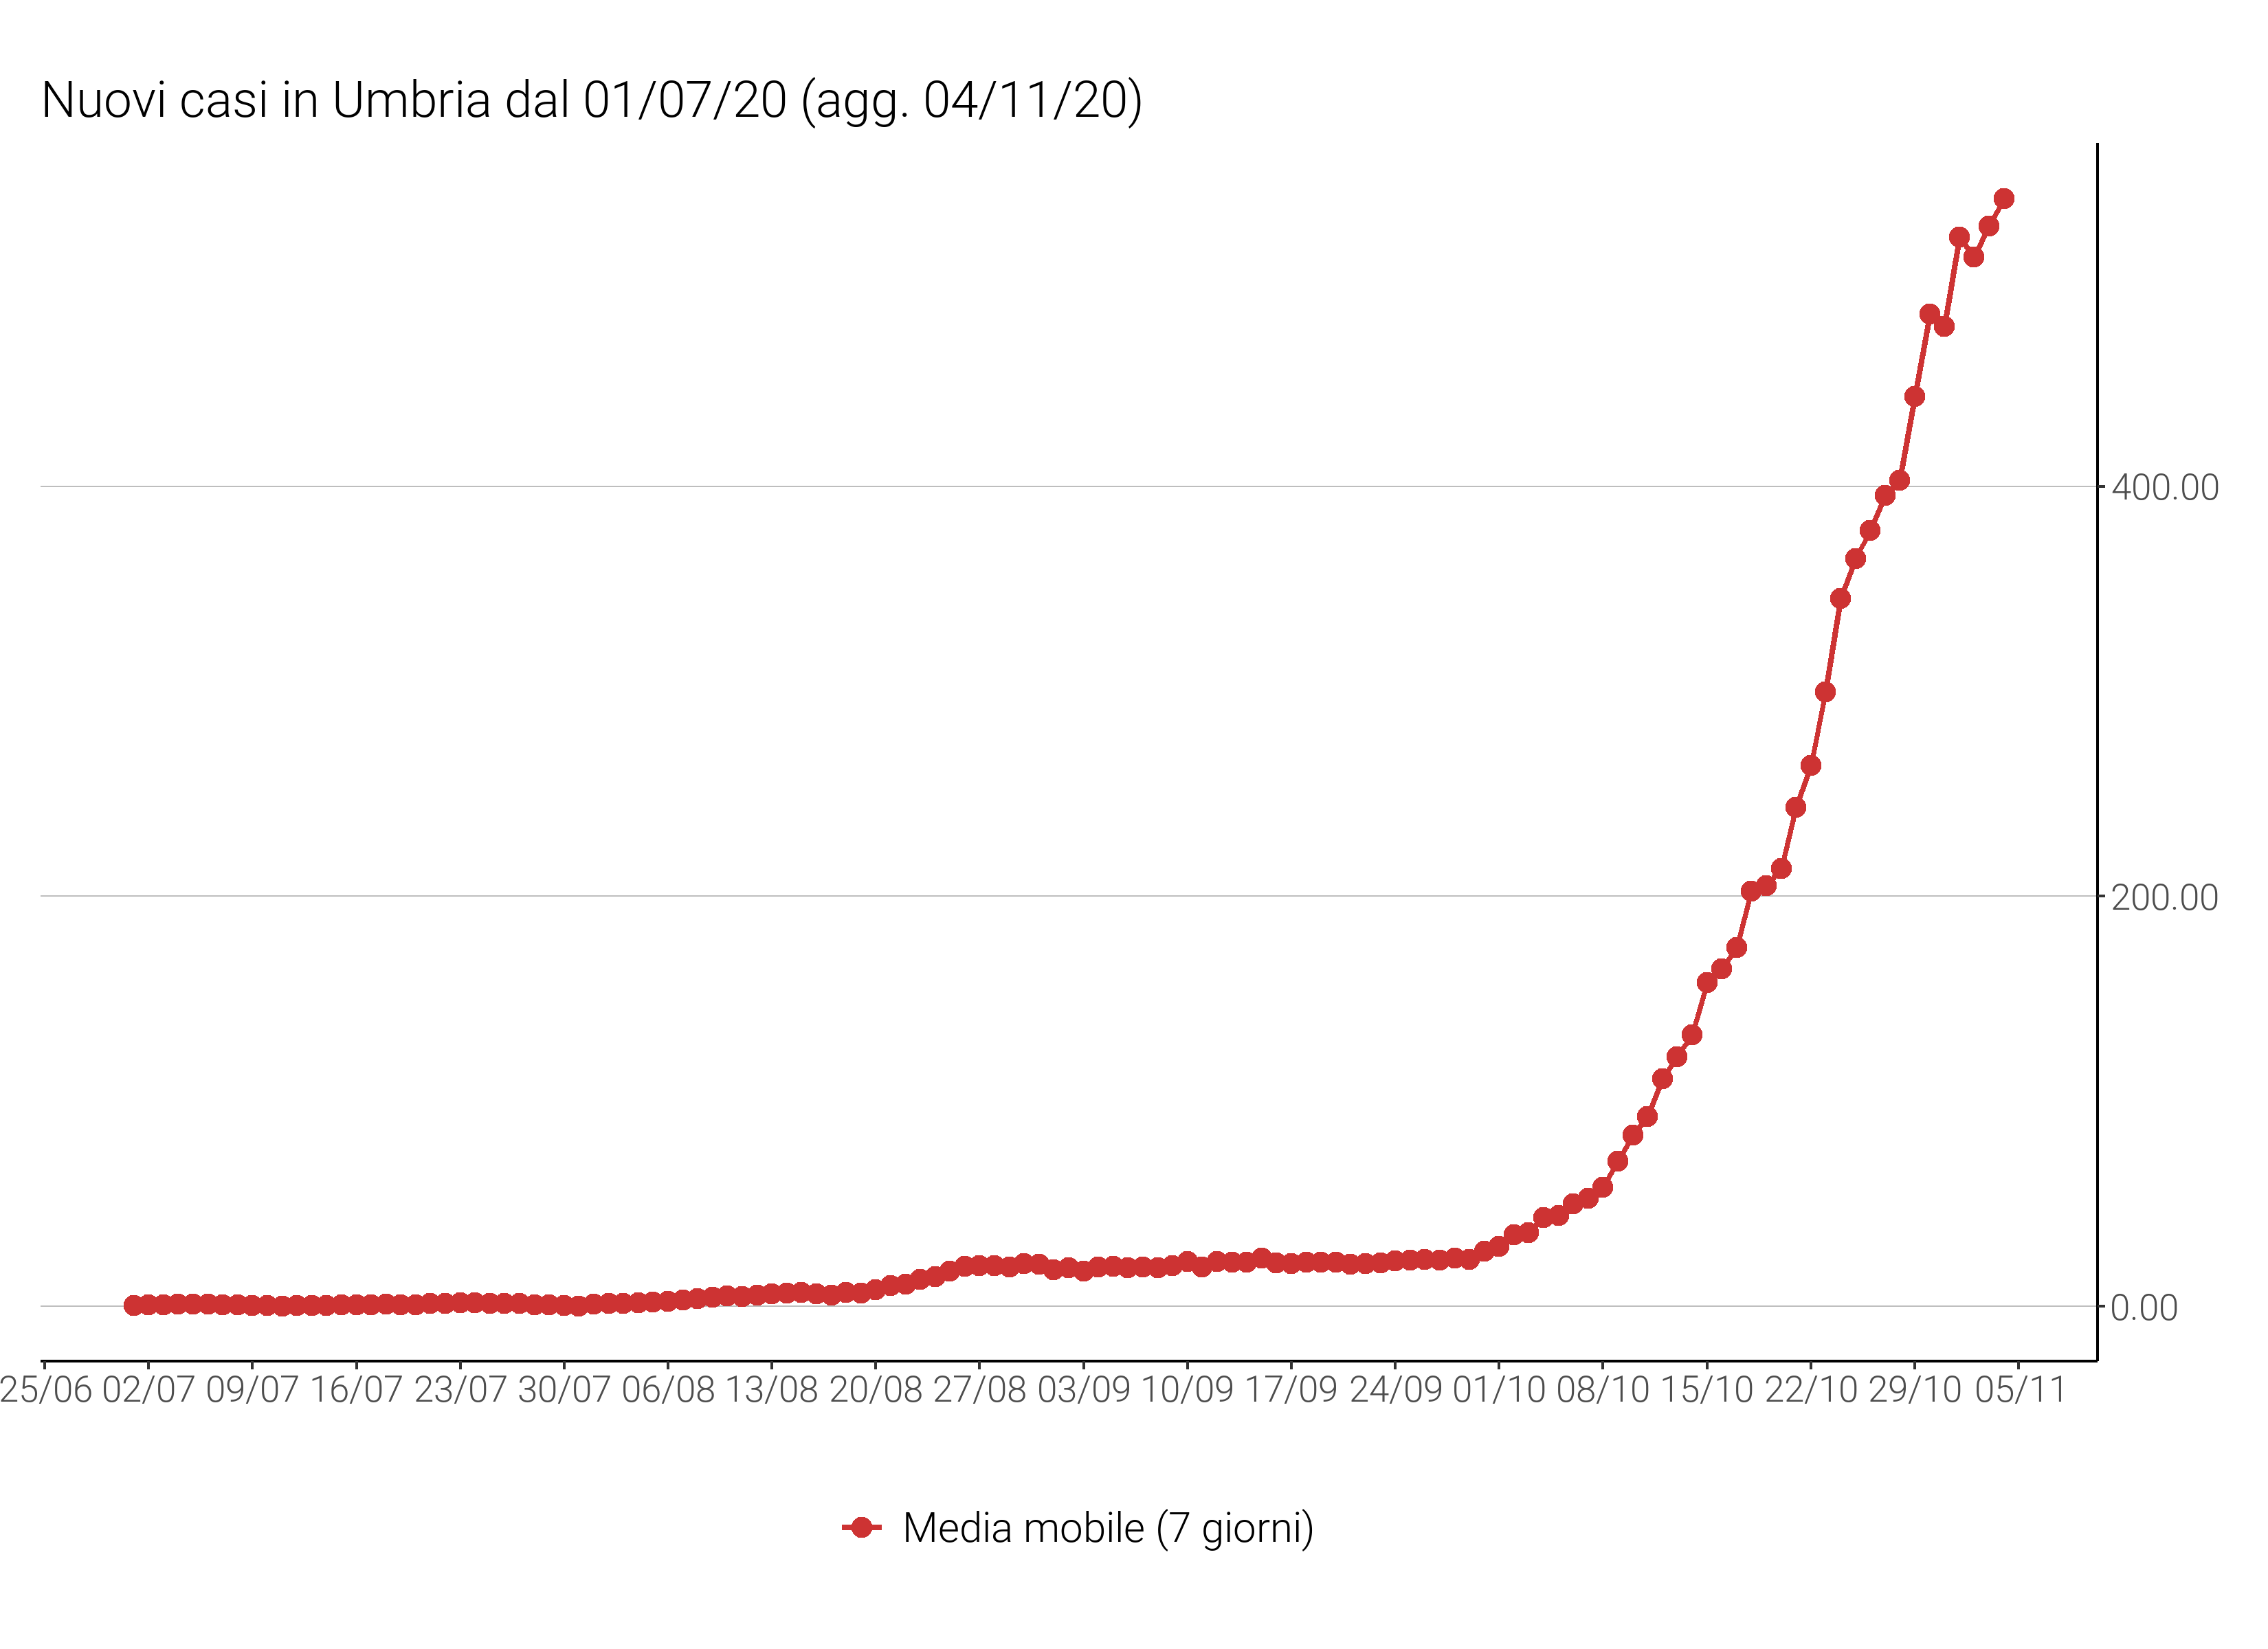 Nuovi casi in Umbria dal 01/07/20 (agg. 04/11/20)
400.00
200.00
0.00
25/06 02/07 09/07 16/07 23/07 30/07 06/08 13/08 20/08 27/08 03/09 10/09 17/09 24/09 01/10 08/10 15/10 22/10 29/10 05/11
Media mobile (7 giorni)